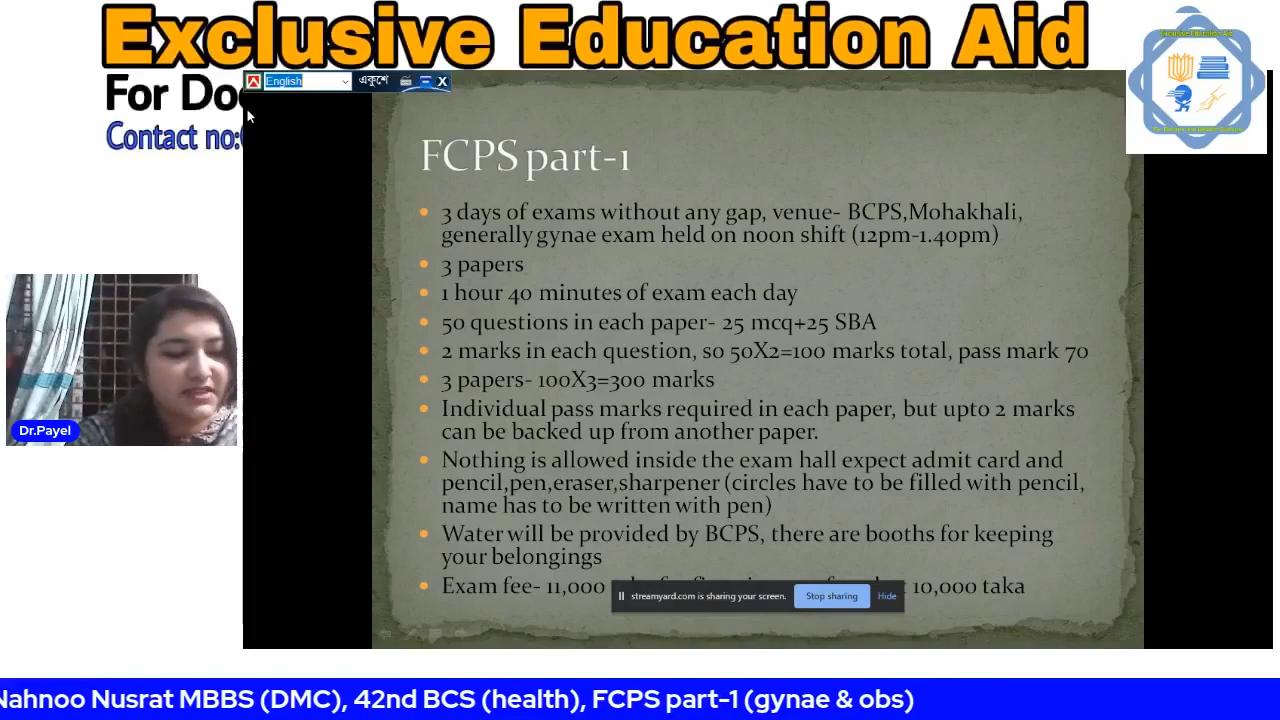 Exclusive Education Aid
For Do
Contact no:
English
একুশে
FCPS part-1
3 days of exams without any gap, venue- BCPS,Mohakhali,
generally gynae exam held on noon shift (12pm-1.40pm)
3 papers
1 hour 40 minutes of exam each day
50 questions in each paper- 25 mcq+25 SBA
2 marks in each question, so 50X2=100 marks total, pass mark 70
3 papers- 100X3=300 marks
Individual pass marks required in each paper, but upto 2 marks
can be backed up from another paper.
Nothing is allowed inside the exam hall expect admit card and
pencil,pen,eraser,sharpener (circles have to be filled with pencil,
name has to be written with pen)
Water will be provided by BCPS, there are booths for keeping
your belongings
Exam fee- 11,000 10,000 taka
streamyard.com is sharing your screen.
Stop sharing
Hide
Dr.Payel
Nahnoo Nusrat MBBS (DMC), 42nd BCS (health), FCPS part-1 (gynae & obs)
Exclusive Education Aid